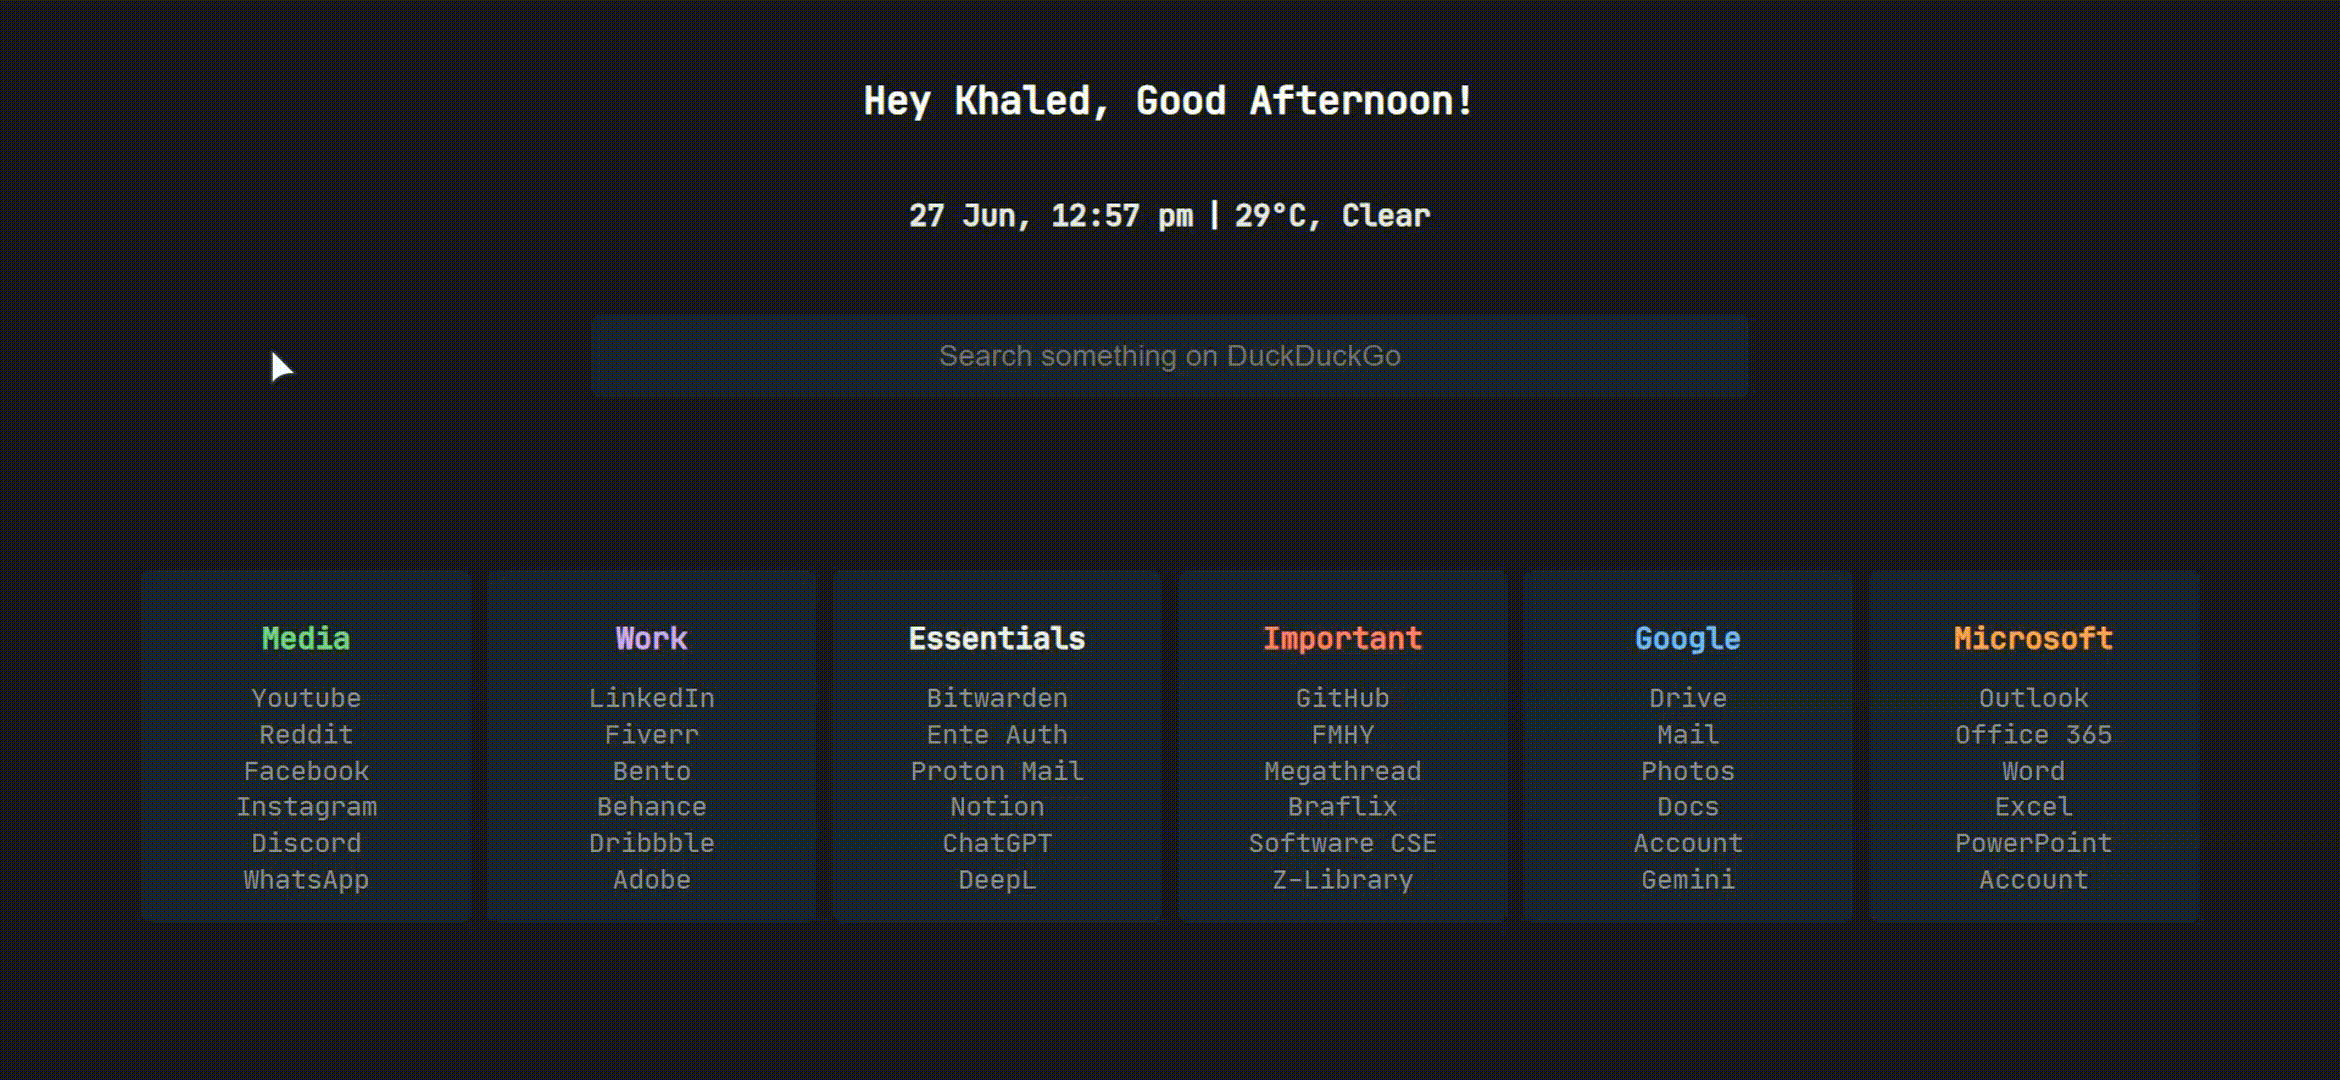 Hey Khaled, Good Afternoon!
27 Jun, 12:57 pm | 29°C, Clear
Search something on DuckDuckGo
Media
Youtube
Reddit
Facebook
Instagram
Discord
WhatsApp
Work
LinkedIn
Fiverr
Bento
Behance
Dribbble
Adobe
Essentials
Bitwarden
Ente Auth
Proton Mail
Notion
ChatGPT
DeepL
Important
GitHub
FMHY
Megathread
Braflix
Software CSE
Z-Library
Google
Drive
Mail
Photos
Docs
Account
Gemini
Microsoft
Outlook
Office 365
Word
Excel
PowerPoint
Account